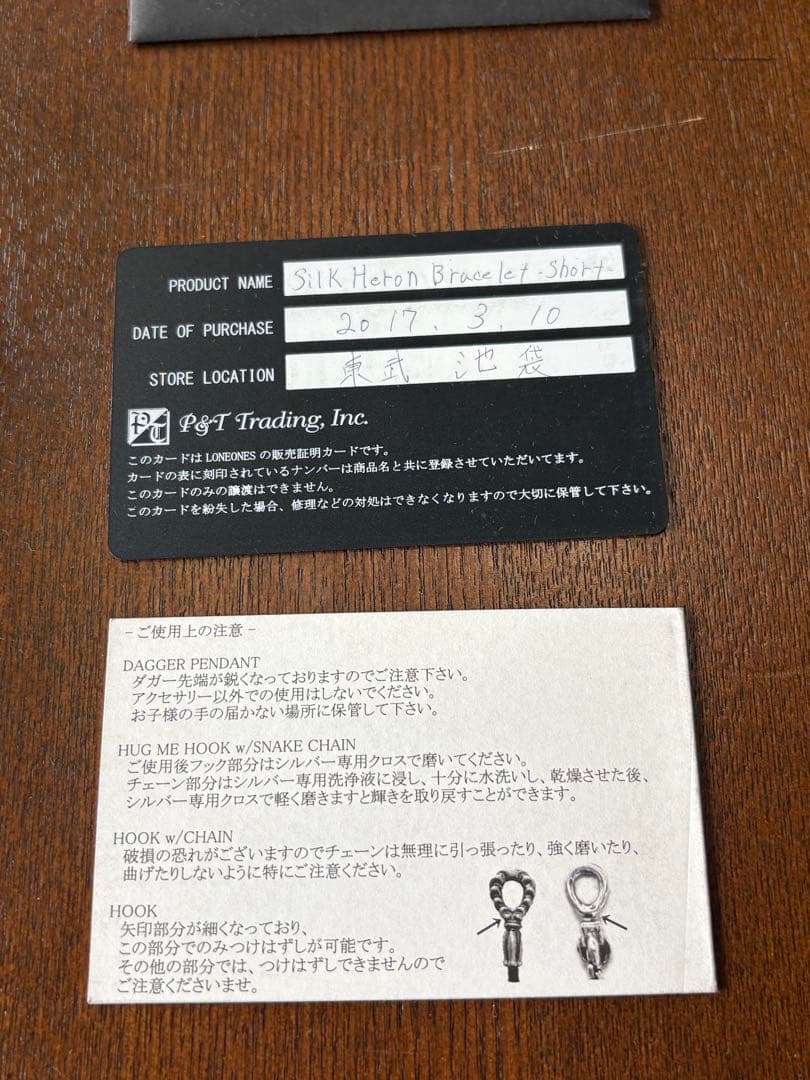 PRODUCT NAME Silk Heron Bracelet -Short-
DATE OF PURCHASE 2017. 3. 10
STORE LOCATION 東武 池袋
PT P&T Trading, Inc.
このカードは LONEONES の販売証明カードです。
カードの表に刻印されているナンバーは商品名と共に登録させていただいてます。
このカードのみの譲渡はできません。
このカードを紛失した場合、修理などの対処はできなくなりますので大切に保管して下さい。
- ご使用上の注意 -
DAGGER PENDANT
ダガー先端が鋭くなっておりますのでご注意下さい。
アクセサリー以外での使用はしないでください。
お子様の手の届かない場所に保管して下さい。
HUG ME HOOK w/SNAKE CHAIN
ご使用後フック部分はシルバー専用クロスで磨いてください。
チェーン部分はシルバー専用洗浄液に浸し、十分に水洗いし、乾燥させた後、
シルバー専用クロスで軽く磨きますと輝きを取り戻すことができます。
HOOK w/CHAIN
破損の恐れがございますのでチェーンは無理に引っ張ったり、強く磨いたり、
曲げたりしないように特にご注意ください。
HOOK
矢印部分が細くなっており、
この部分でのみつけはずしが可能です。
その他の部分では、つけはずしできませんので
ご注意くださいませ。